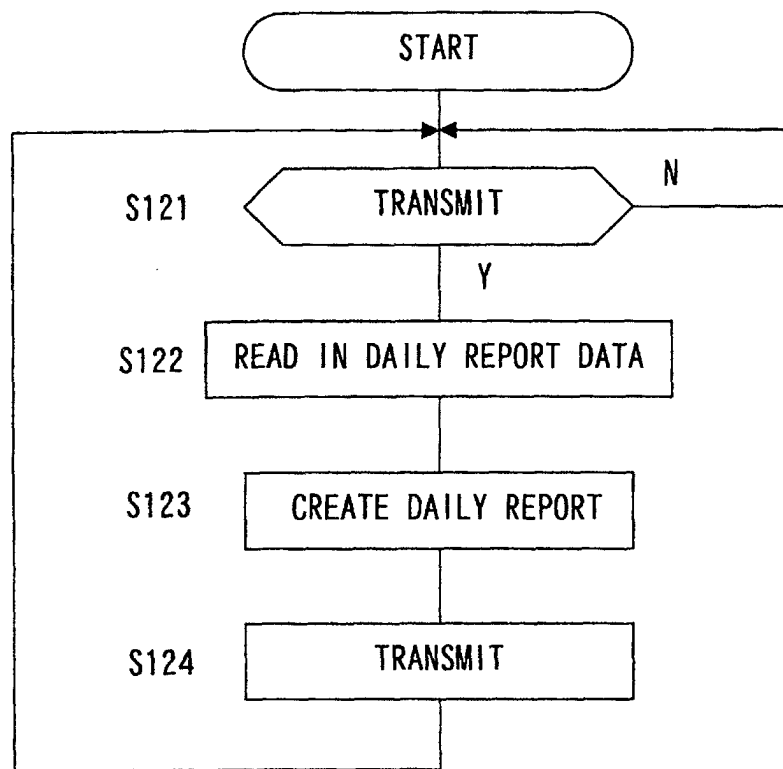 START
S121 TRANSMIT N
Y
S122 READ IN DAILY REPORT DATA
S123 CREATE DAILY REPORT
S124 TRANSMIT